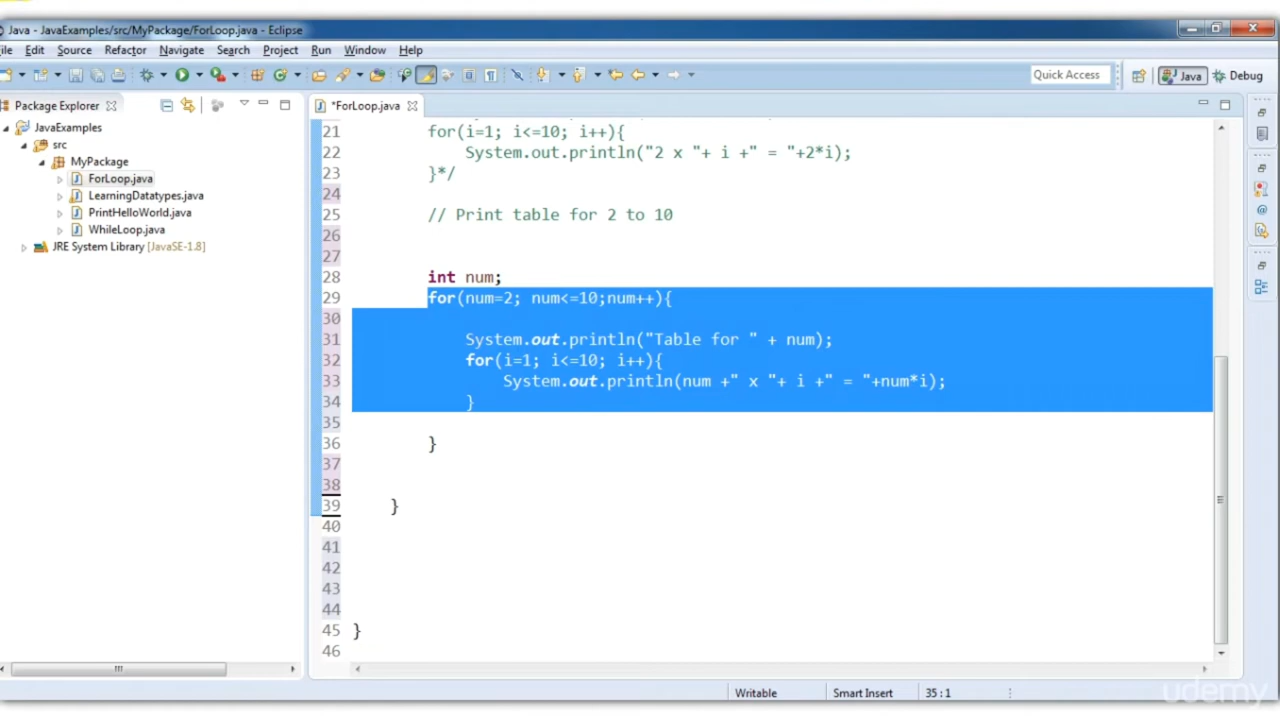 Java - JavaExamples/src/MyPackage/ForLoop.java - Eclipse
ile Edit Source Refactor Navigate Search Project Run Window Help
Quick Access Java Debug
Package Explorer
*ForLoop.java
JavaExamples
src
MyPackage
ForLoop.java
LearningDatatypes.java
PrintHelloWorld.java
WhileLoop.java
JRE System Library [JavaSE-1.8]
21 for(i=1; i<=10; i++){
22 System.out.println("2 x "+ i +" = "+2*i);
23 }*/
24
25 // Print table for 2 to 10
26
27
28 int num;
29 for(num=2; num<=10;num++){
30
31 System.out.println("Table for " + num);
32 for(i=1; i<=10; i++){
33 System.out.println(num +" x "+ i +" = "+num*i);
34 }
35
36 }
37
38
39 }
40
41
42
43
44
45 }
46
Writable Smart Insert 35 : 1
udemy